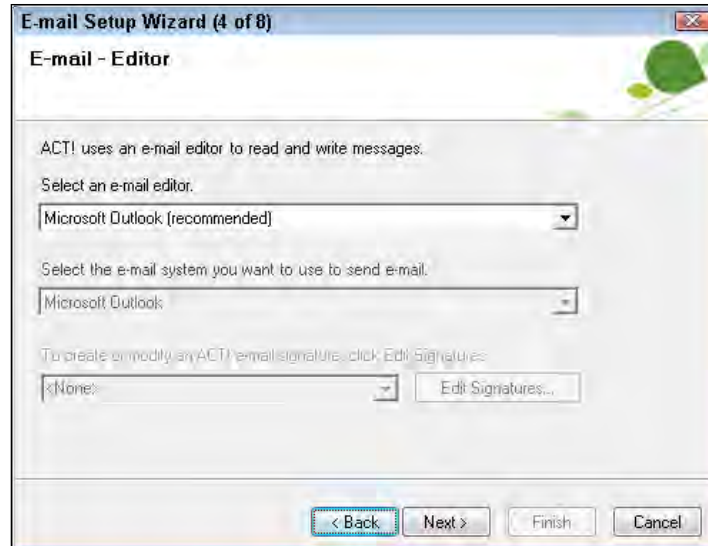 E-mail Setup Wizard (4 of 8)
E-mail - Editor
ACT! uses an e-mail editor to read and write messages.
Select an e-mail editor.
Microsoft Outlook (recommended)
Select the e-mail system you want to use to send e-mail.
Microsoft Outlook
To create or modify an ACT! e-mail signature, click Edit Signatures.
<None>
Edit Signatures...
< Back
Next >
Finish
Cancel